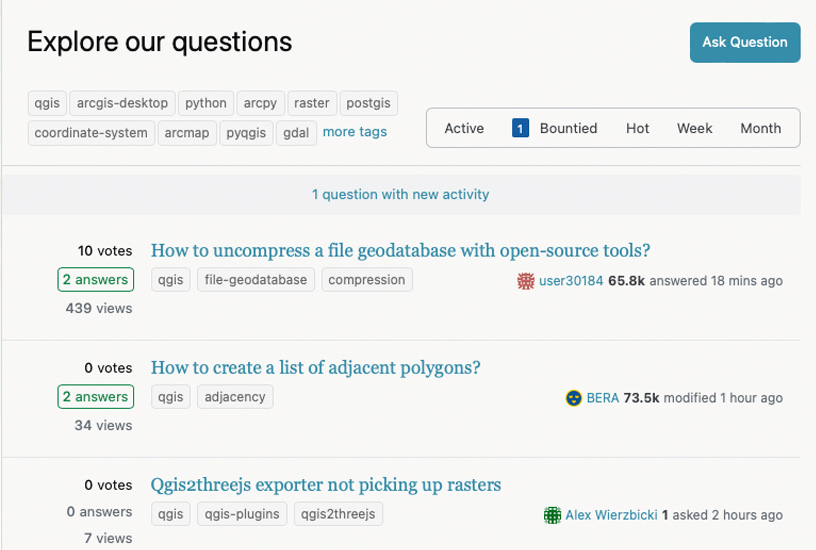 Explore our questions
Ask Question
qgis arcgis-desktop python arcpy raster postgis
coordinate-system arcmap pyqgis gdal more tags
Active 1 Bountied Hot Week Month
1 question with new activity
10 votes
How to uncompress a file geodatabase with open-source tools?
2 answers
qgis file-geodatabase compression
user30184 65.8k answered 18 mins ago
439 views
0 votes
How to create a list of adjacent polygons?
2 answers
qgis adjacency
BERA 73.5k modified 1 hour ago
34 views
0 votes
Qgis2threejs exporter not picking up rasters
0 answers
qgis qgis-plugins qgis2threejs
Alex Wierzbicki 1 asked 2 hours ago
7 views